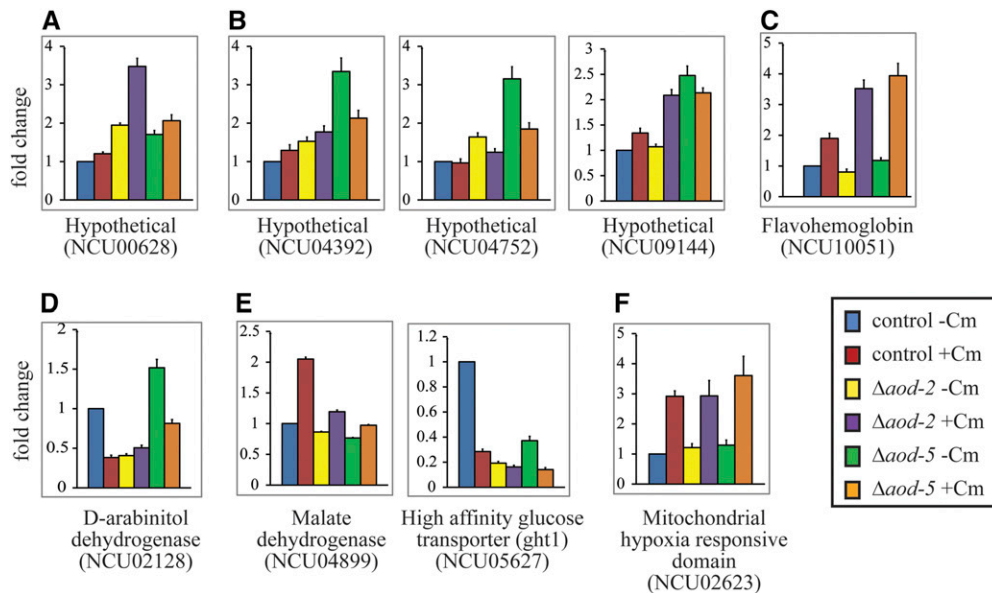 A
B
C
fold change
4
3
2
1
0
4
3
2
1
0
4
3
2
1
0
3
2.5
2
1.5
1
0.5
0
5
4
3
2
1
0
Hypothetical
(NCU00628)
Hypothetical
(NCU04392)
Hypothetical
(NCU04752)
Hypothetical
(NCU09144)
Flavohemoglobin
(NCU10051)
D
E
F
fold change
2
1.5
1
0.5
0
2.5
2
1.5
1
0.5
0
1.2
1
0.8
0.6
0.4
0.2
0
5
4
3
2
1
0
D-arabinitol
dehydrogenase
(NCU02128)
Malate
dehydrogenase
(NCU04899)
High affinity glucose
transporter (ght1)
(NCU05627)
Mitochondrial
hypoxia responsive
domain
(NCU02623)
control -Cm
control +Cm
Δaod-2 -Cm
Δaod-2 +Cm
Δaod-5 -Cm
Δaod-5 +Cm